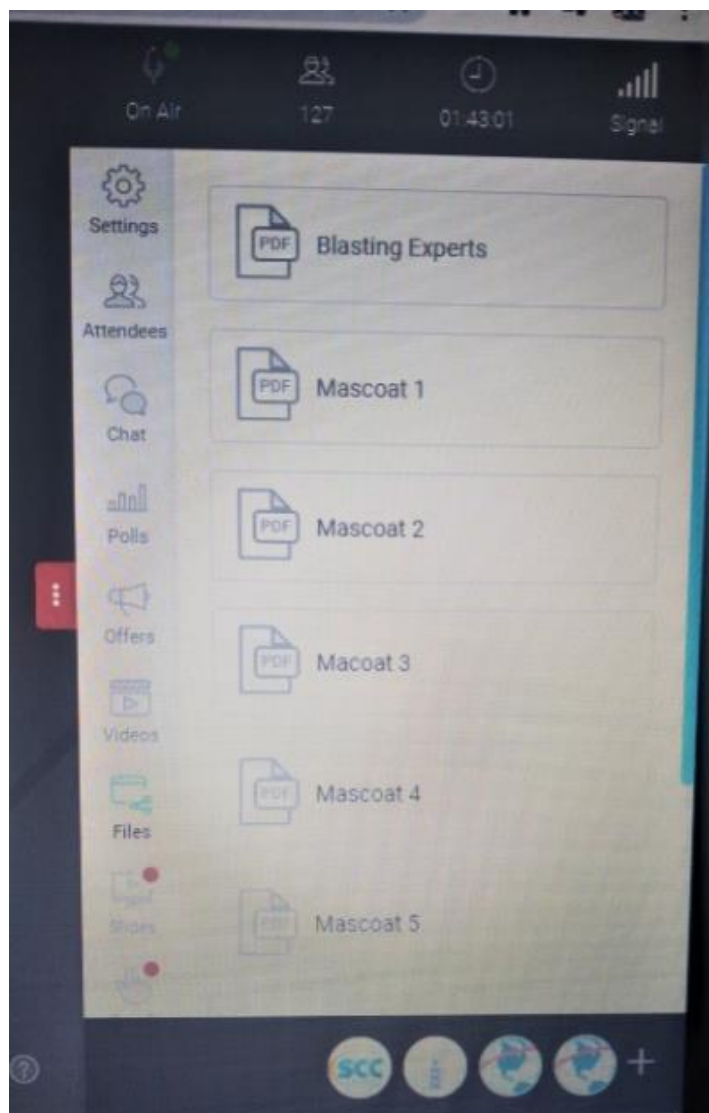 On Air
127
01:43:01
Signal
Settings
Attendees
Chat
Polls
Offers
Videos
Files
Slides
PDF Blasting Experts
PDF Mascoat 1
PDF Mascoat 2
PDF Macoat 3
PDF Mascoat 4
PDF Mascoat 5
SCC